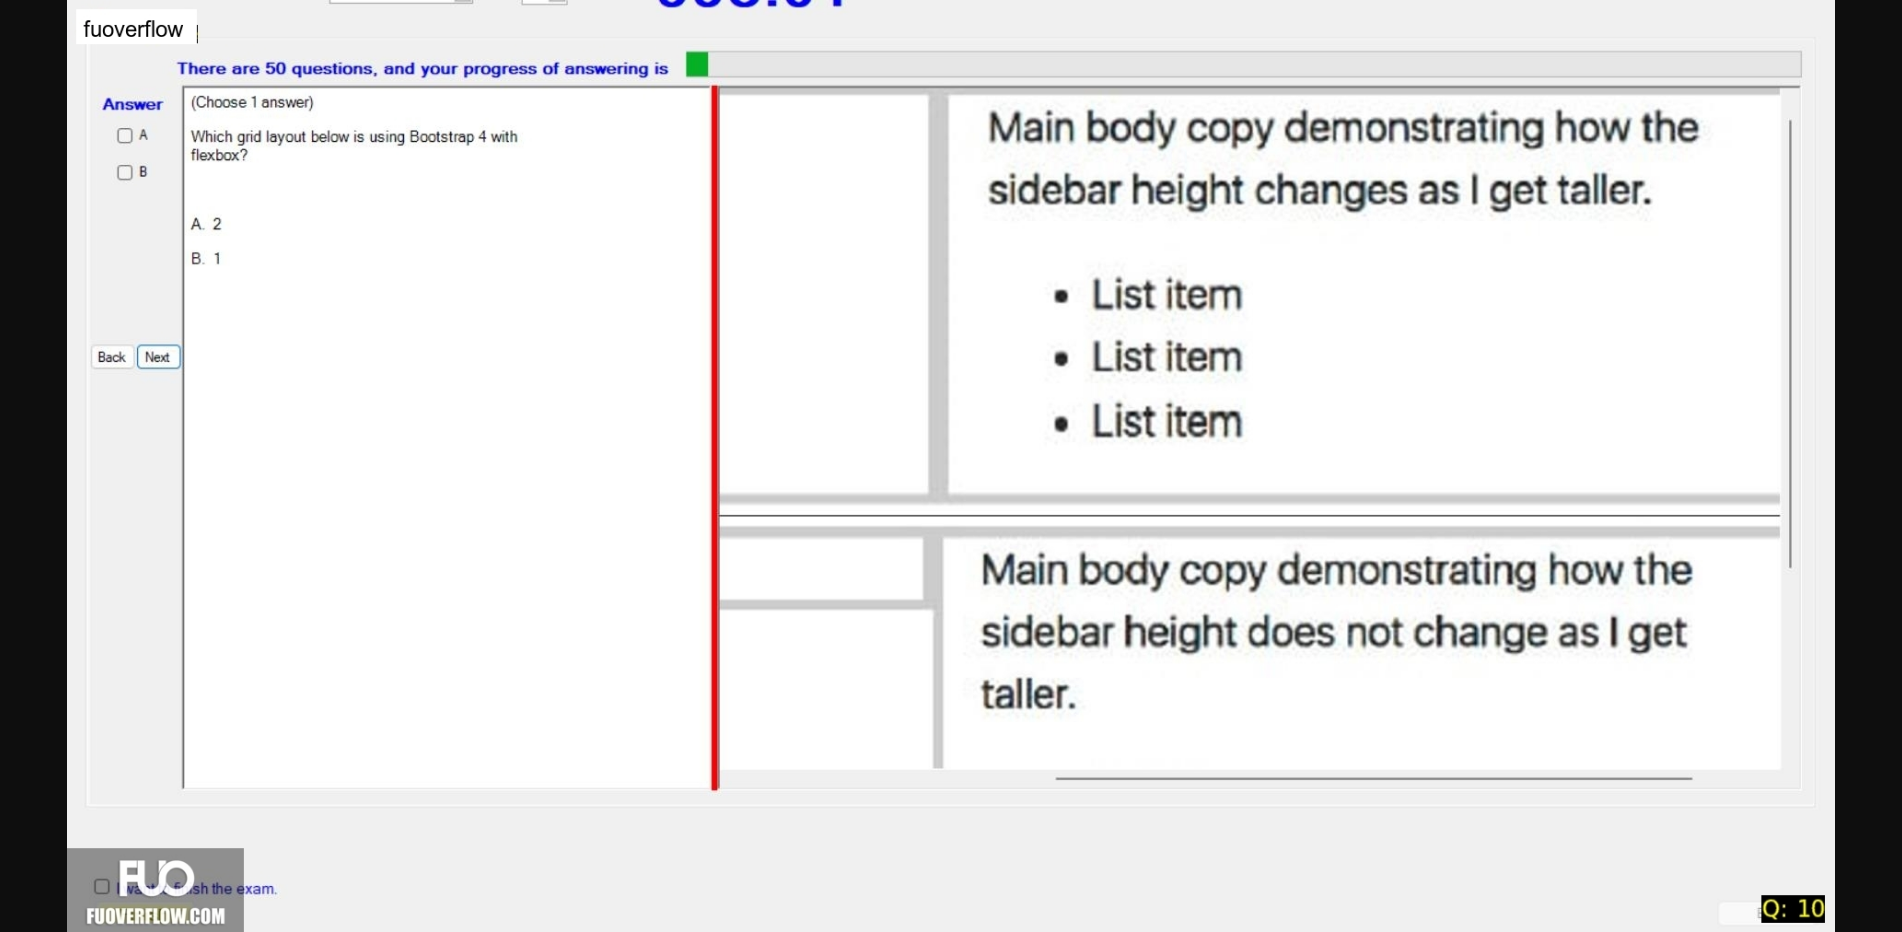 fuoverflow
There are 50 questions, and your progress of answering is
Answer
A
B
Back
Next
(Choose 1 answer)
Which grid layout below is using Bootstrap 4 with
flexbox?
A. 2
B. 1
Main body copy demonstrating how the
sidebar height changes as I get taller.
• List item
• List item
• List item
Main body copy demonstrating how the
sidebar height does not change as I get
taller.
FUO
I want finish the exam.
FUOVERFLOW.COM
Q: 10